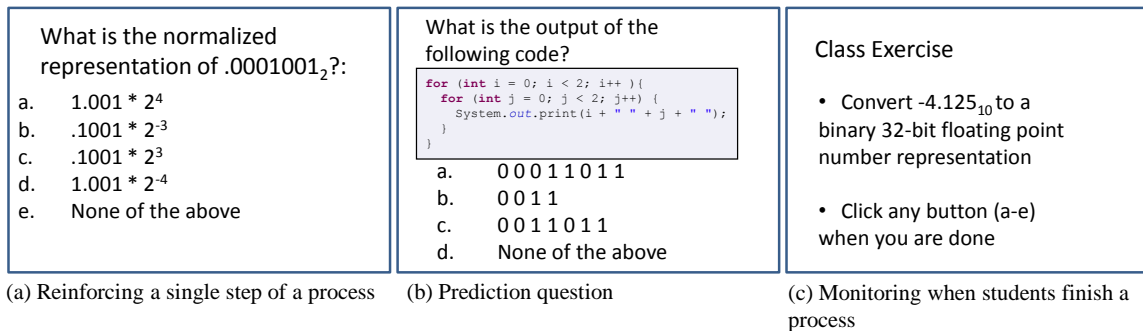 What is the normalized
representation of .0001001₂?:
a. 1.001 * 2⁴
b. .1001 * 2⁻³
c. .1001 * 2³
d. 1.001 * 2⁻⁴
e. None of the above
(a) Reinforcing a single step of a process
What is the output of the
following code?
for (int i = 0; i < 2; i++ ){
for (int j = 0; j < 2; j++) {
System.out.print(i + " " + j + " ");
}
}
a. 0 0 0 1 1 0 1 1
b. 0 0 1 1
c. 0 0 1 1 0 1 1
d. None of the above
(b) Prediction question
Class Exercise
• Convert -4.125₁₀ to a
binary 32-bit floating point
number representation
• Click any button (a-e)
when you are done
(c) Monitoring when students finish a
process